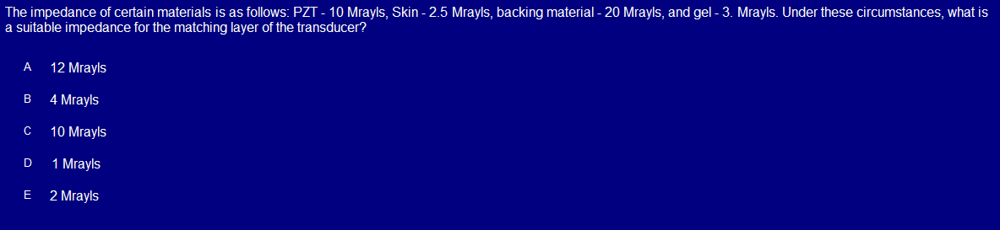 The impedance of certain materials is as follows: PZT - 10 Mrayls, Skin - 2.5 Mrayls, backing material - 20 Mrayls, and gel - 3. Mrayls. Under these circumstances, what is
a suitable impedance for the matching layer of the transducer?
A 12 Mrayls
B 4 Mrayls
C 10 Mrayls
D 1 Mrayls
E 2 Mrayls